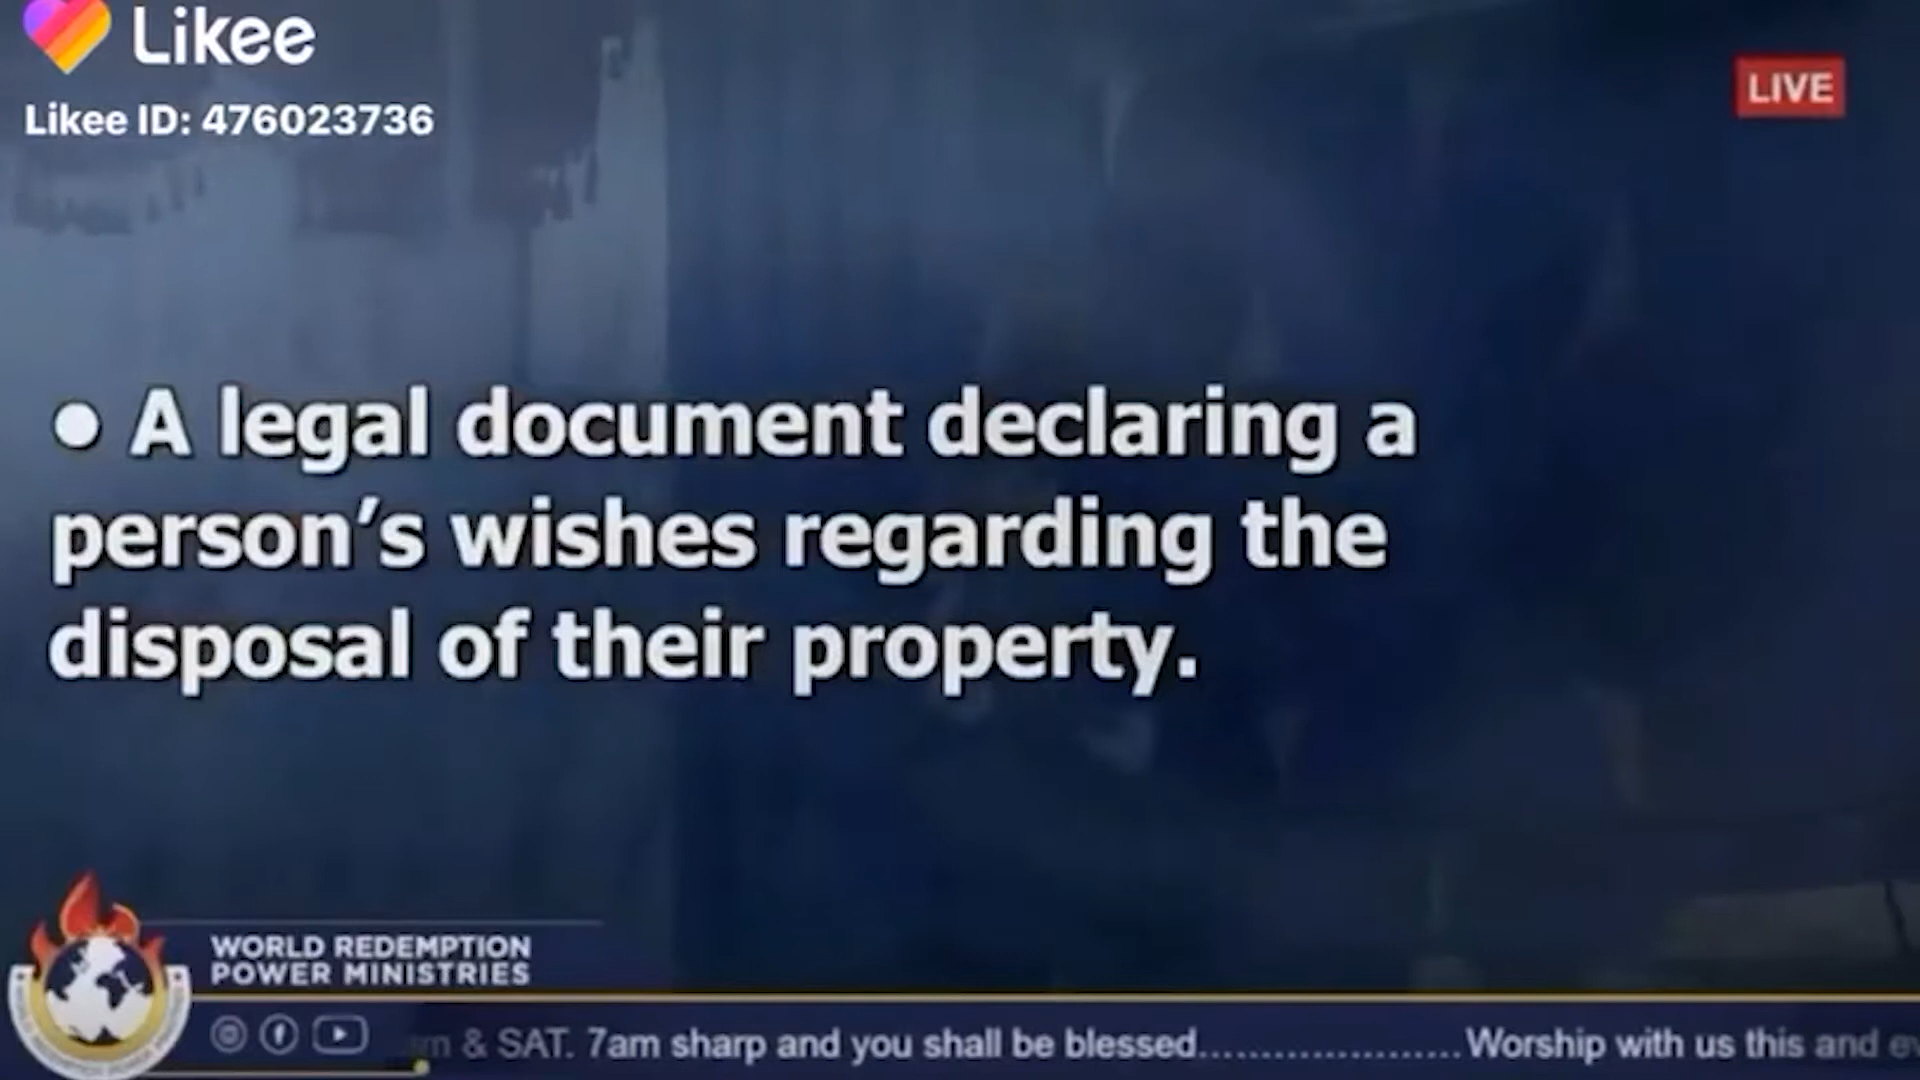 Likee
Likee ID: 476023736
LIVE
• A legal document declaring a
person’s wishes regarding the
disposal of their property.
WORLD REDEMPTION
POWER MINISTRIES
& SAT. 7am sharp and you shall be blessed..................... Worship with us this and